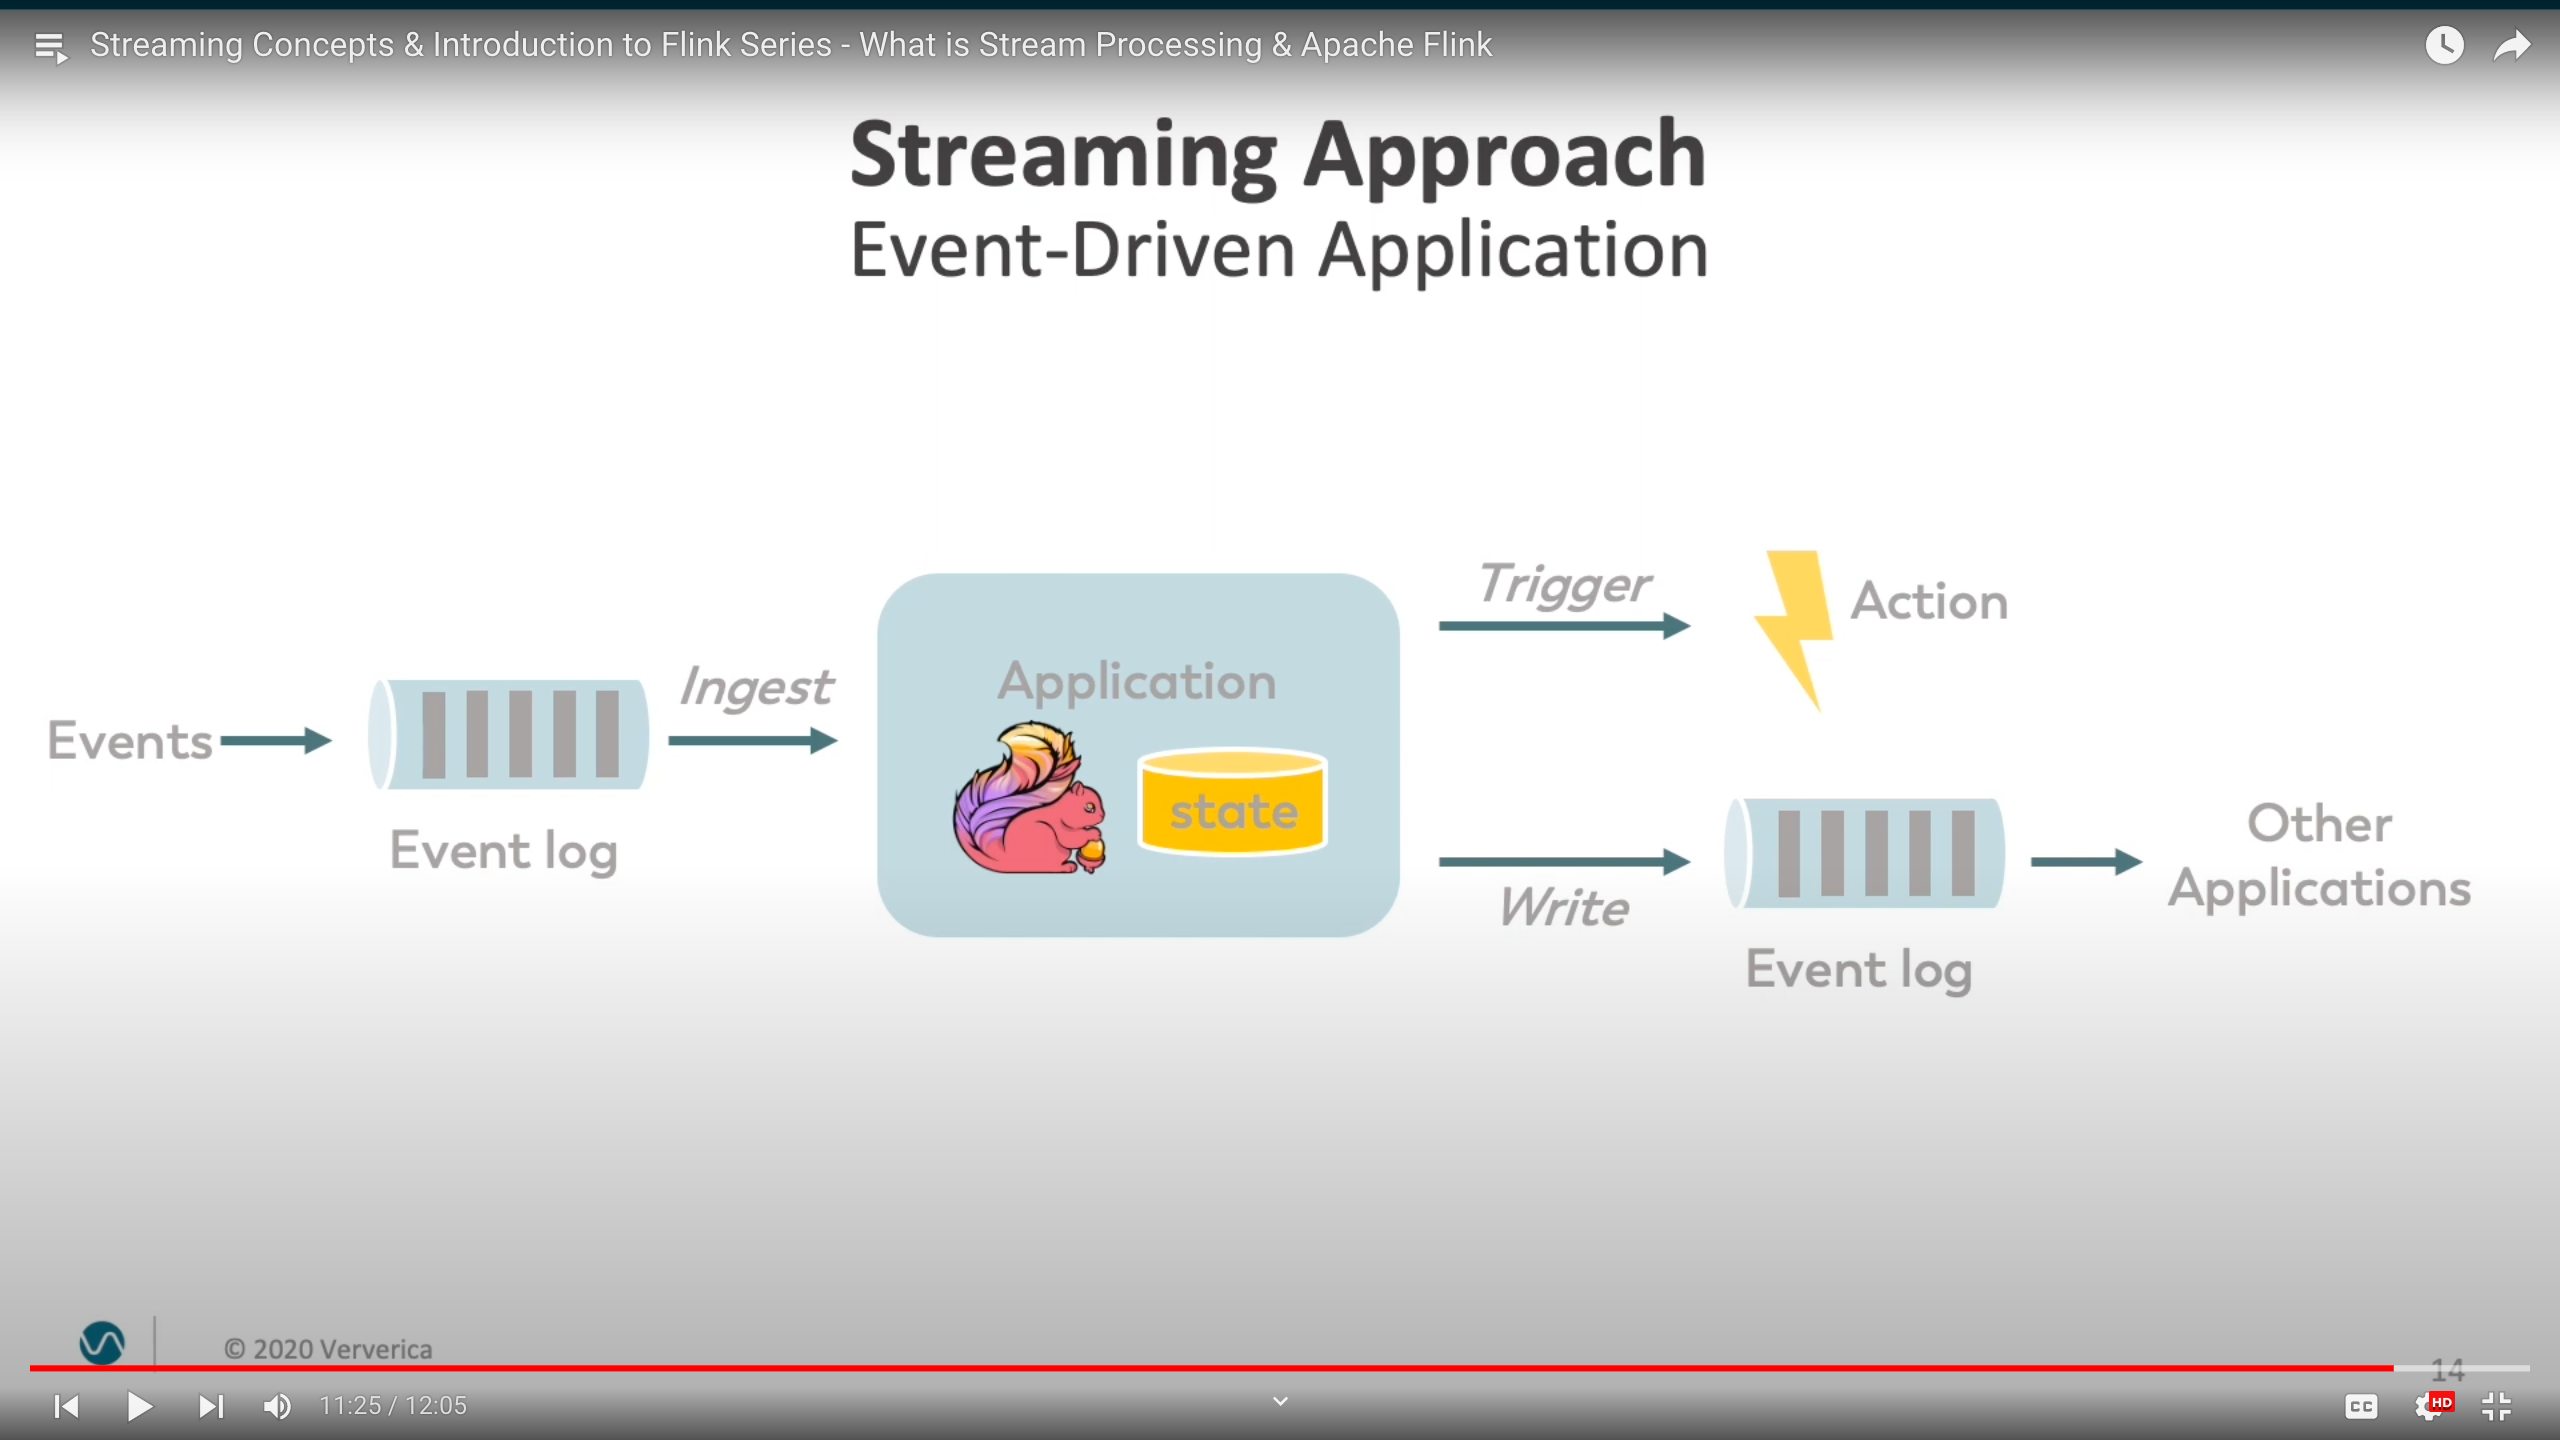 Streaming Concepts & Introduction to Flink Series - What is Stream Processing & Apache Flink
Streaming Approach
Event-Driven Application
Events
Event log
Ingest
Application
state
Trigger
Action
Write
Event log
Other
Applications
© 2020 Ververica
14
11:25 / 12:05
CC
HD